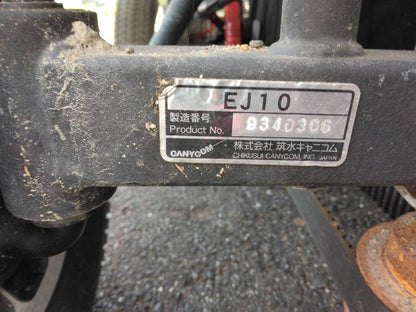 EJ10
製造番号
Product No. 9340306
CANYCOM 株式会社 筑水キャニコム
CHIKUSUI CANYCOM, INC. JAPAN